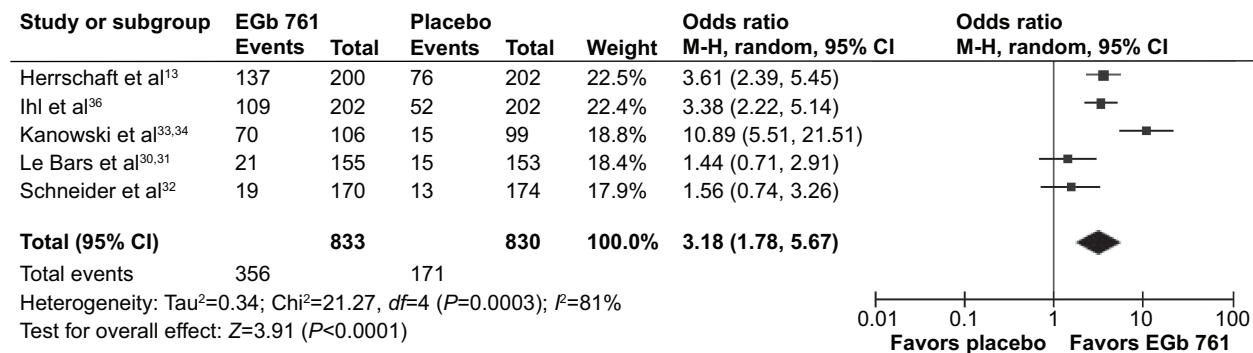 Study or subgroup EGb 761 Placebo Odds ratio Odds ratio
Events Total Events Total Weight M-H, random, 95% CI M-H, random, 95% CI
Herrschaft et al¹³ 137 200 76 202 22.5% 3.61 (2.39, 5.45)
Ihl et al³⁶ 109 202 52 202 22.4% 3.38 (2.22, 5.14)
Kanowski et al³³,³⁴ 70 106 15 99 18.8% 10.89 (5.51, 21.51)
Le Bars et al³⁰,³¹ 21 155 15 153 18.4% 1.44 (0.71, 2.91)
Schneider et al³² 19 170 13 174 17.9% 1.56 (0.74, 3.26)
Total (95% CI) 833 830 100.0% 3.18 (1.78, 5.67)
Total events 356 171
Heterogeneity: Tau²=0.34; Chi²=21.27, df=4 (P=0.0003); I²=81%
Test for overall effect: Z=3.91 (P<0.0001)
0.01 0.1 1 10 100
Favors placebo Favors EGb 761